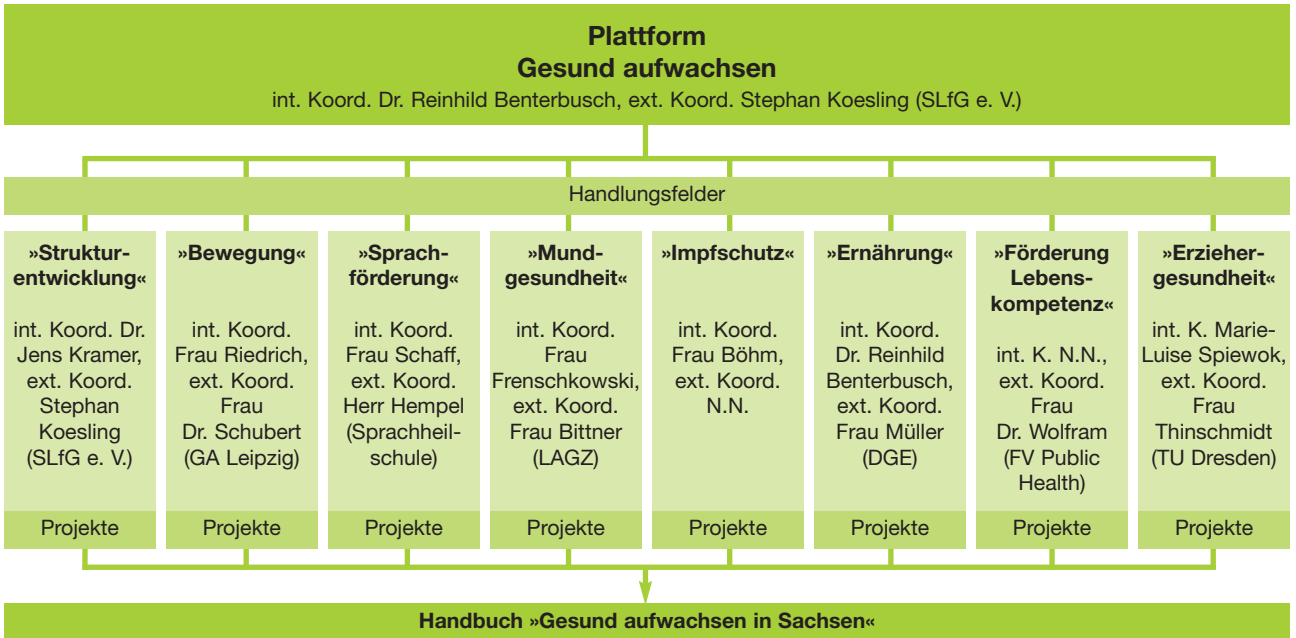 Plattform
Gesund aufwachsen
int. Koord. Dr. Reinhild Benterbusch, ext. Koord. Stephan Koesling (SLfG e. V.)
Handlungsfelder
»Struktur-
entwicklung«
int. Koord. Dr.
Jens Kramer,
ext. Koord.
Stephan
Koesling
(SLfG e. V.)
Projekte
»Bewegung«
int. Koord.
Frau Riedrich,
ext. Koord.
Frau
Dr. Schubert
(GA Leipzig)
Projekte
»Sprach-
förderung«
int. Koord.
Frau Schaff,
ext. Koord.
Herr Hempel
(Sprachheil-
schule)
Projekte
»Mund-
gesundheit«
int. Koord.
Frau
Frenschkowski,
ext. Koord.
Frau Bittner
(LAGZ)
Projekte
»Impfschutz«
int. Koord.
Frau Böhm,
ext. Koord.
N.N.
Projekte
»Ernährung«
int. Koord.
Dr. Reinhild
Benterbusch,
ext. Koord.
Frau Müller
(DGE)
Projekte
»Förderung
Lebens-
kompetenz«
int. K. N.N.,
ext. Koord.
Frau
Dr. Wolfram
(FV Public
Health)
Projekte
»Erzieher-
gesundheit«
int. K. Marie-
Luise Spiewok,
ext. Koord.
Frau
Thinschmidt
(TU Dresden)
Projekte
Handbuch »Gesund aufwachsen in Sachsen«